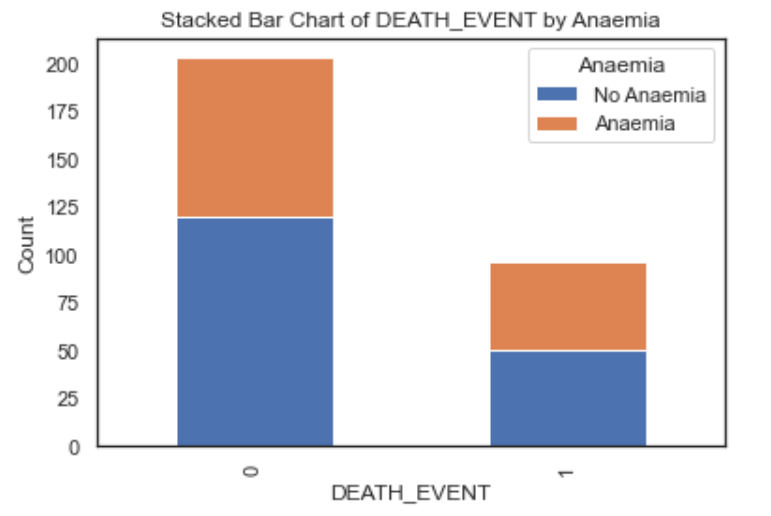 Stacked Bar Chart of DEATH_EVENT by Anaemia
Anaemia
No Anaemia
Anaemia
Count
200
175
150
125
100
75
50
25
0
0
1
DEATH_EVENT